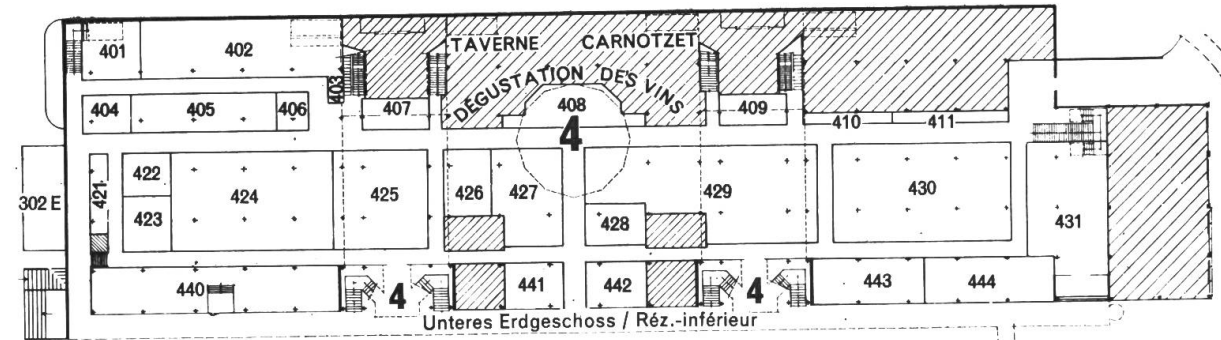 401 402 403
TAVERNE CARNOTZET
DÉGUSTATION DES VINS
404 405 406 407 408 409 410 411
4
302 E 421 422 423 424 425 426 427 428 429 430 431
440 4 441 442 4 443 444
Unteres Erdgeschoss / Réz.-inférieur